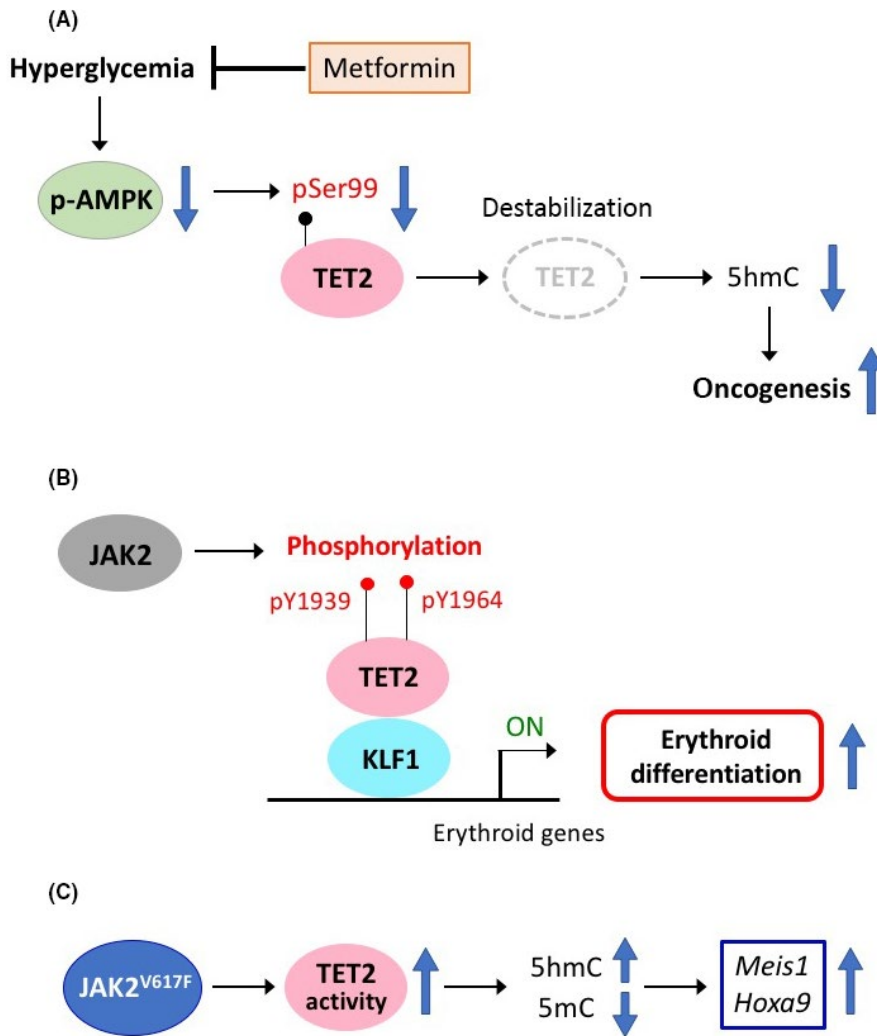 (A)
Hyperglycemia
Metformin
p-AMPK
pSer99
Destabilization
TET2
TET2
5hmC
Oncogenesis
(B)
JAK2
Phosphorylation
pY1939
pY1964
TET2
KLF1
ON
Erythroid
differentiation
Erythroid genes
(C)
JAK2V617F
TET2
activity
5hmC
5mC
Meis1
Hoxa9